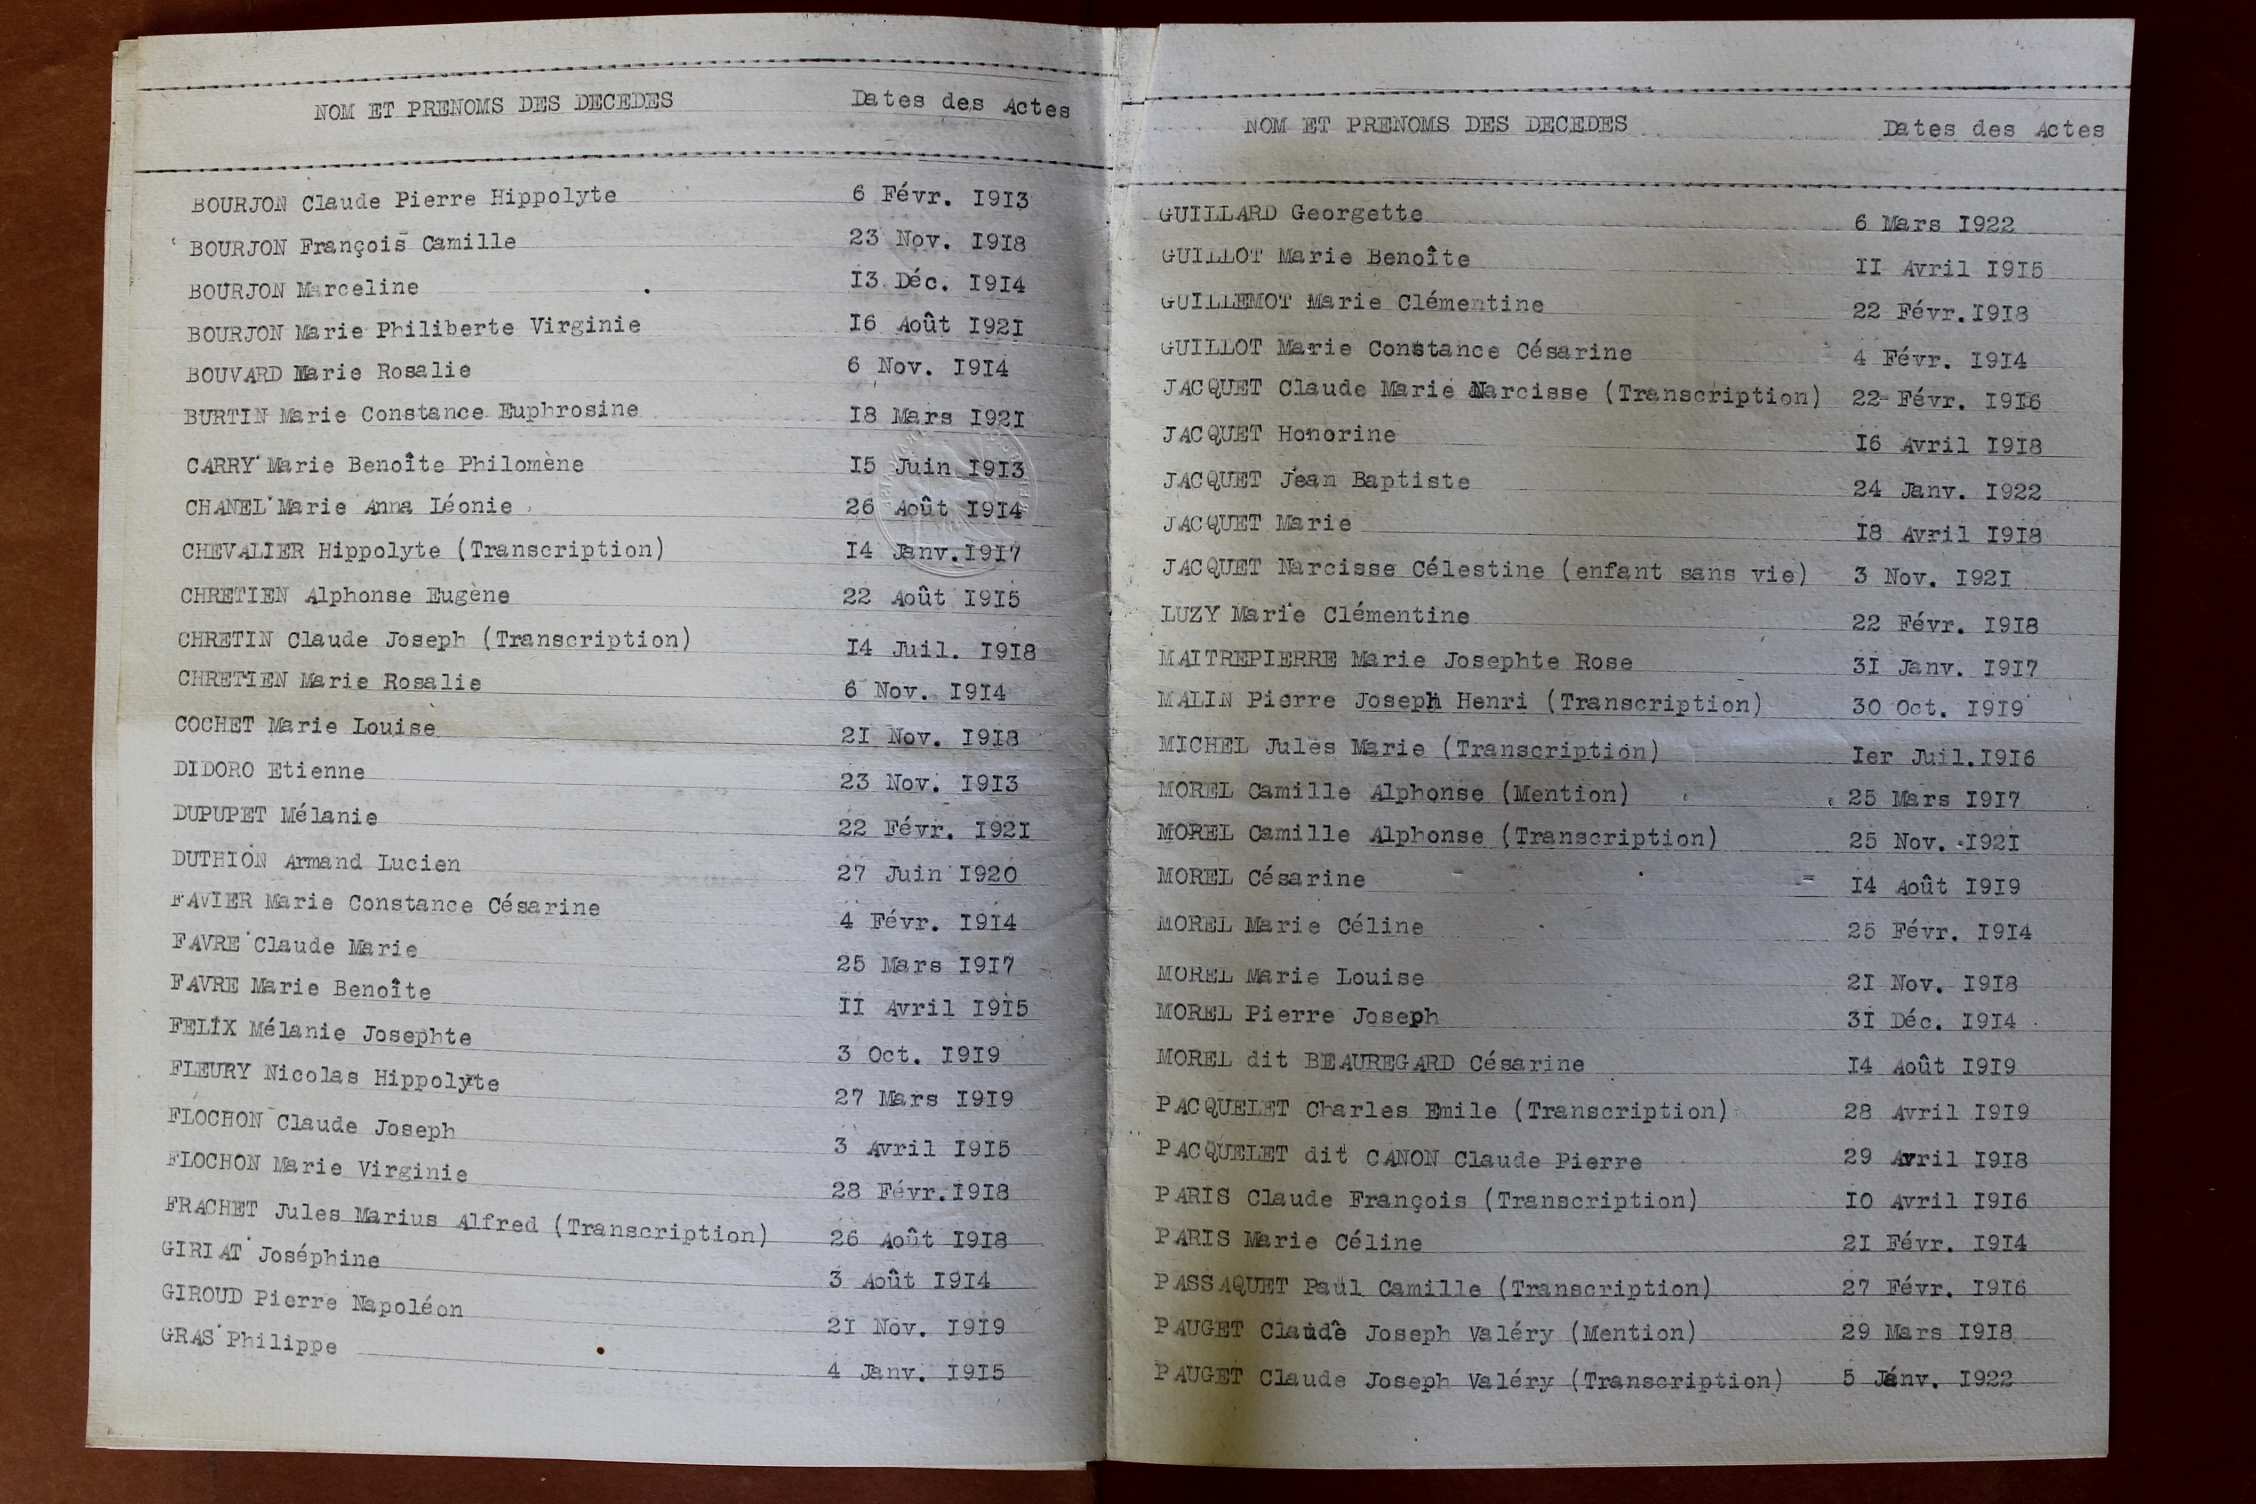 NOM ET PRENOMS DES DECEDES Dates des Actes
BOURJON Claude Pierre Hippolyte 6 Févr. I9I3
BOURJON François Camille 23 Nov. I9I8
BOURJON Marceline I3 Déc. I9I4
BOURJON Marie Philiberte Virginie I6 Août I92I
BOUVARD Marie Rosalie 6 Nov. I9I4
BURTIN Marie Constance Euphrosine I8 Mars I92I
CARRY Marie Benoîte Philomène I5 Juin I9I3
CHANEL Marie Anna Léonie 26 Août I9I4
CHEVALIER Hippolyte (Transcription) I4 Janv.I9I7
CHRETIEN Alphonse Eugène 22 Août I9I5
CHRETIN Claude Joseph (Transcription) I4 Juil. I9I8
CHRETIEN Marie Rosalie 6 Nov. I9I4
COCHET Marie Louise 2I Nov. I9I8
DIDORO Etienne 23 Nov. I9I3
DUPUPET Mélanie 22 Févr. I92I
DUTHION Armand Lucien 27 Juin I920
FAVIER Marie Constance Césarine 4 Févr. I9I4
FAVRE Claude Marie 25 Mars I9I7
FAVRE Marie Benoîte II Avril I9I5
FELIX Mélanie Josephte 3 Oct. I9I9
FLEURY Nicolas Hippolyte 27 Mars I9I9
FLOCHON Claude Joseph 3 Avril I9I5
FLOCHON Marie Virginie 28 Févr.I9I8
FRACHET Jules Marius Alfred (Transcription) 26 Août I9I8
GIRIAT Joséphine 3 Août I9I4
GIROUD Pierre Napoléon 2I Nov. I9I9
GRAS Philippe 4 Janv. I9I5
NOM ET PRENOMS DES DECEDES Dates des Actes
GUILLARD Georgette 6 Mars I922
GUILLOT Marie Benoîte II Avril I9I5
GUILLEMOT Marie Clémentine 22 Févr.I9I8
GUILLOT Marie Constance Césarine 4 Févr. I9I4
JACQUET Claude Marie Narcisse (Transcription) 22 Févr. I9I6
JACQUET Honorine I6 Avril I9I8
JACQUET Jean Baptiste 24 Janv. I922
JACQUET Marie I8 Avril I9I8
JACQUET Narcisse Célestine (enfant sans vie) 3 Nov. I92I
LUZY Marie Clémentine 22 Févr. I9I8
MAITREPIERRE Marie Josephte Rose 3I Janv. I9I7
MALIN Pierre Joseph Henri (Transcription) 30 Oct. I9I9
MICHEL Jules Marie (Transcription) Ier Juil.I9I6
MOREL Camille Alphonse (Mention) 25 Mars I9I7
MOREL Camille Alphonse (Transcription) 25 Nov. I92I
MOREL Césarine I4 Août I9I9
MOREL Marie Céline 25 Févr. I9I4
MOREL Marie Louise 2I Nov. I9I8
MOREL Pierre Joseph 3I Déc. I9I4
MOREL dit BEAUREGARD Césarine I4 Août I9I9
PACQUELET Charles Emile (Transcription) 28 Avril I9I9
PACQUELET dit CANON Claude Pierre 29 Avril I9I8
PARIS Claude François (Transcription) I0 Avril I9I6
PARIS Marie Céline 2I Févr. I9I4
PASSAQUET Paul Camille (Transcription) 27 Févr. I9I6
PAUGET Claude Joseph Valéry (Mention) 29 Mars I9I8
PAUGET Claude Joseph Valéry (Transcription) 5 Janv. I922